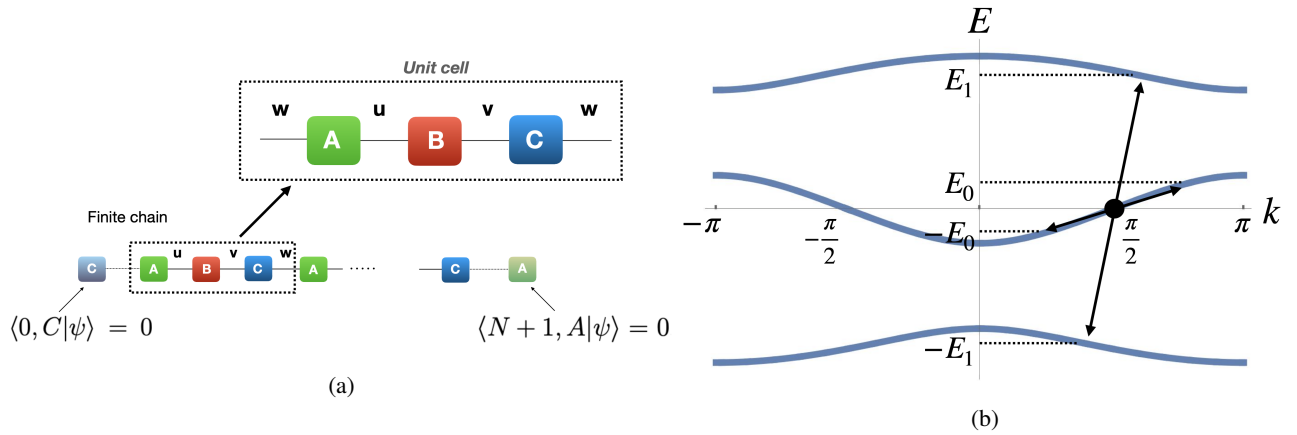 Unit cell
w u v w
A B C
Finite chain
u v w
C A B C A ..... C A
⟨0, C|ψ⟩ = 0
⟨N + 1, A|ψ⟩ = 0
(a)
E
E₁
E₀
−π −π/2 π/2 π k
−E₀
−E₁
(b)